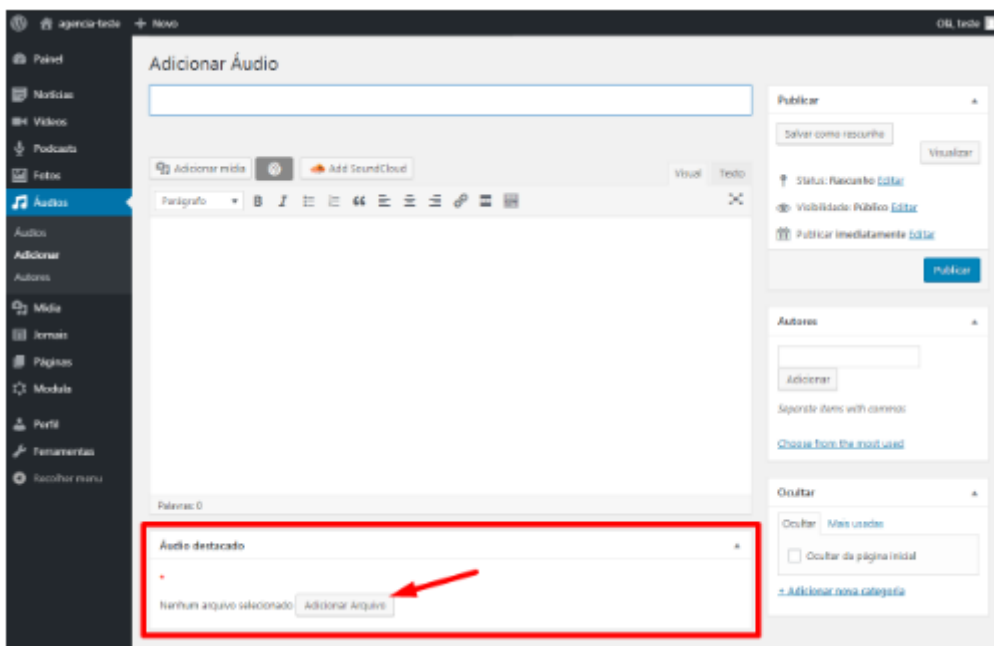 agencia-teste + Novo
Olá, teste
Painel
Notícias
Vídeos
Podcasts
Fotos
Áudios
Áudios
Adicionar
Autores
Mídia
Jornais
Páginas
Modula
Perfil
Ferramentas
Recolher menu
Adicionar Áudio
Adicionar mídia
Add SoundCloud
Visual Texto
Parágrafo
B I
Palavras: 0
Áudio destacado
*
Nenhum arquivo selecionado Adicionar Arquivo
Publicar
Salvar como rascunho
Visualizar
Status: Rascunho Editar
Visibilidade: Público Editar
Publicar imediatamente Editar
Publicar
Autores
Adicionar
Separate items with commas
Choose from the most used
Ocultar
Ocultar Mais usadas
Ocultar da página inicial
+ Adicionar nova categoria